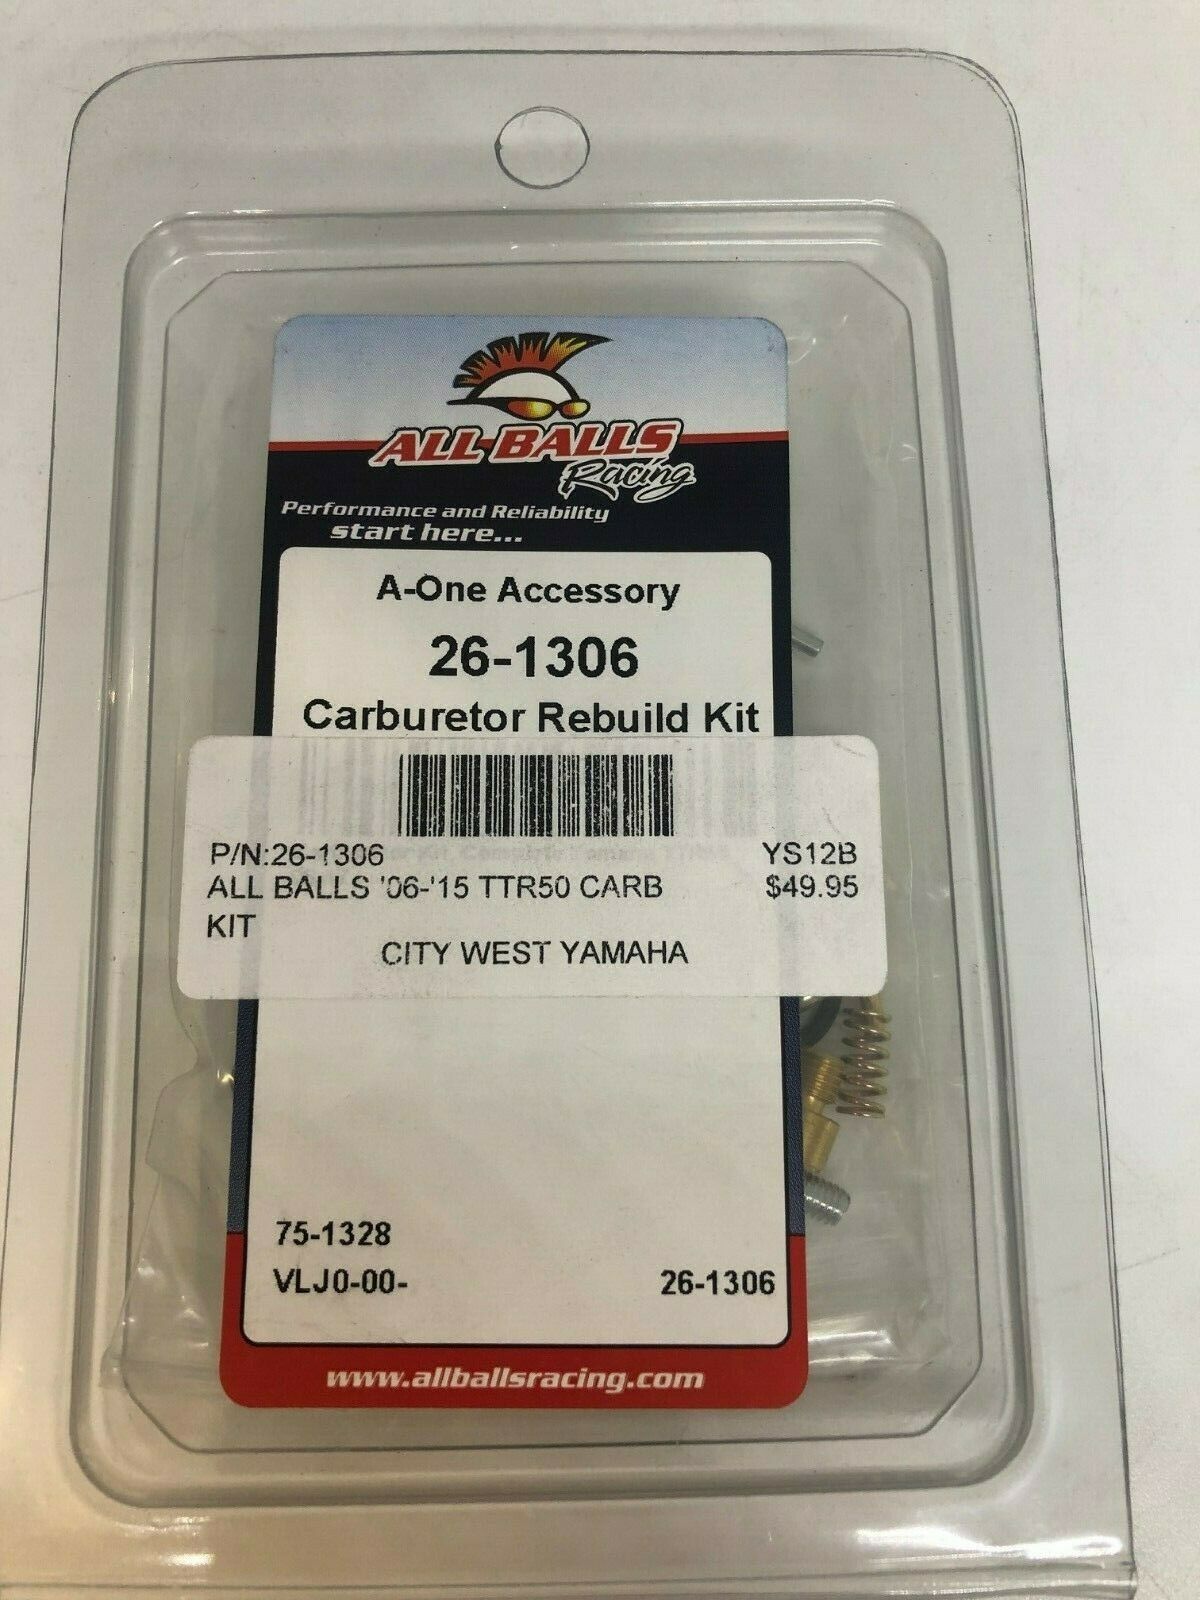 ALL BALLS
Racing
Performance and Reliability
start here...
A-One Accessory
26-1306
Carburetor Rebuild Kit
P/N:26-1306 YS12B
ALL BALLS '06-'15 TTR50 CARB $49.95
KIT
CITY WEST YAMAHA
75-1328
VLJ0-00- 26-1306
www.allballsracing.com